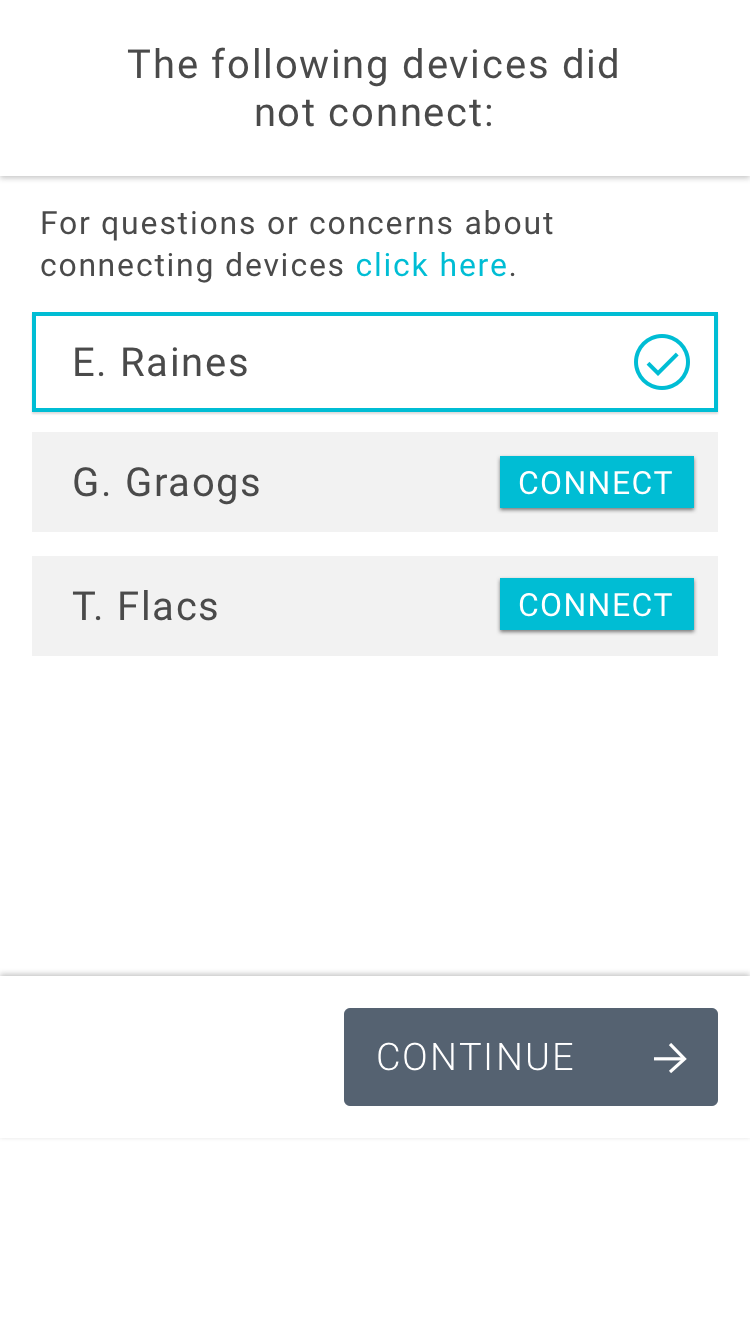 The following devices did
not connect:
For questions or concerns about
connecting devices click here.
E. Raines
G. Graogs
CONNECT
T. Flacs
CONNECT
CONTINUE